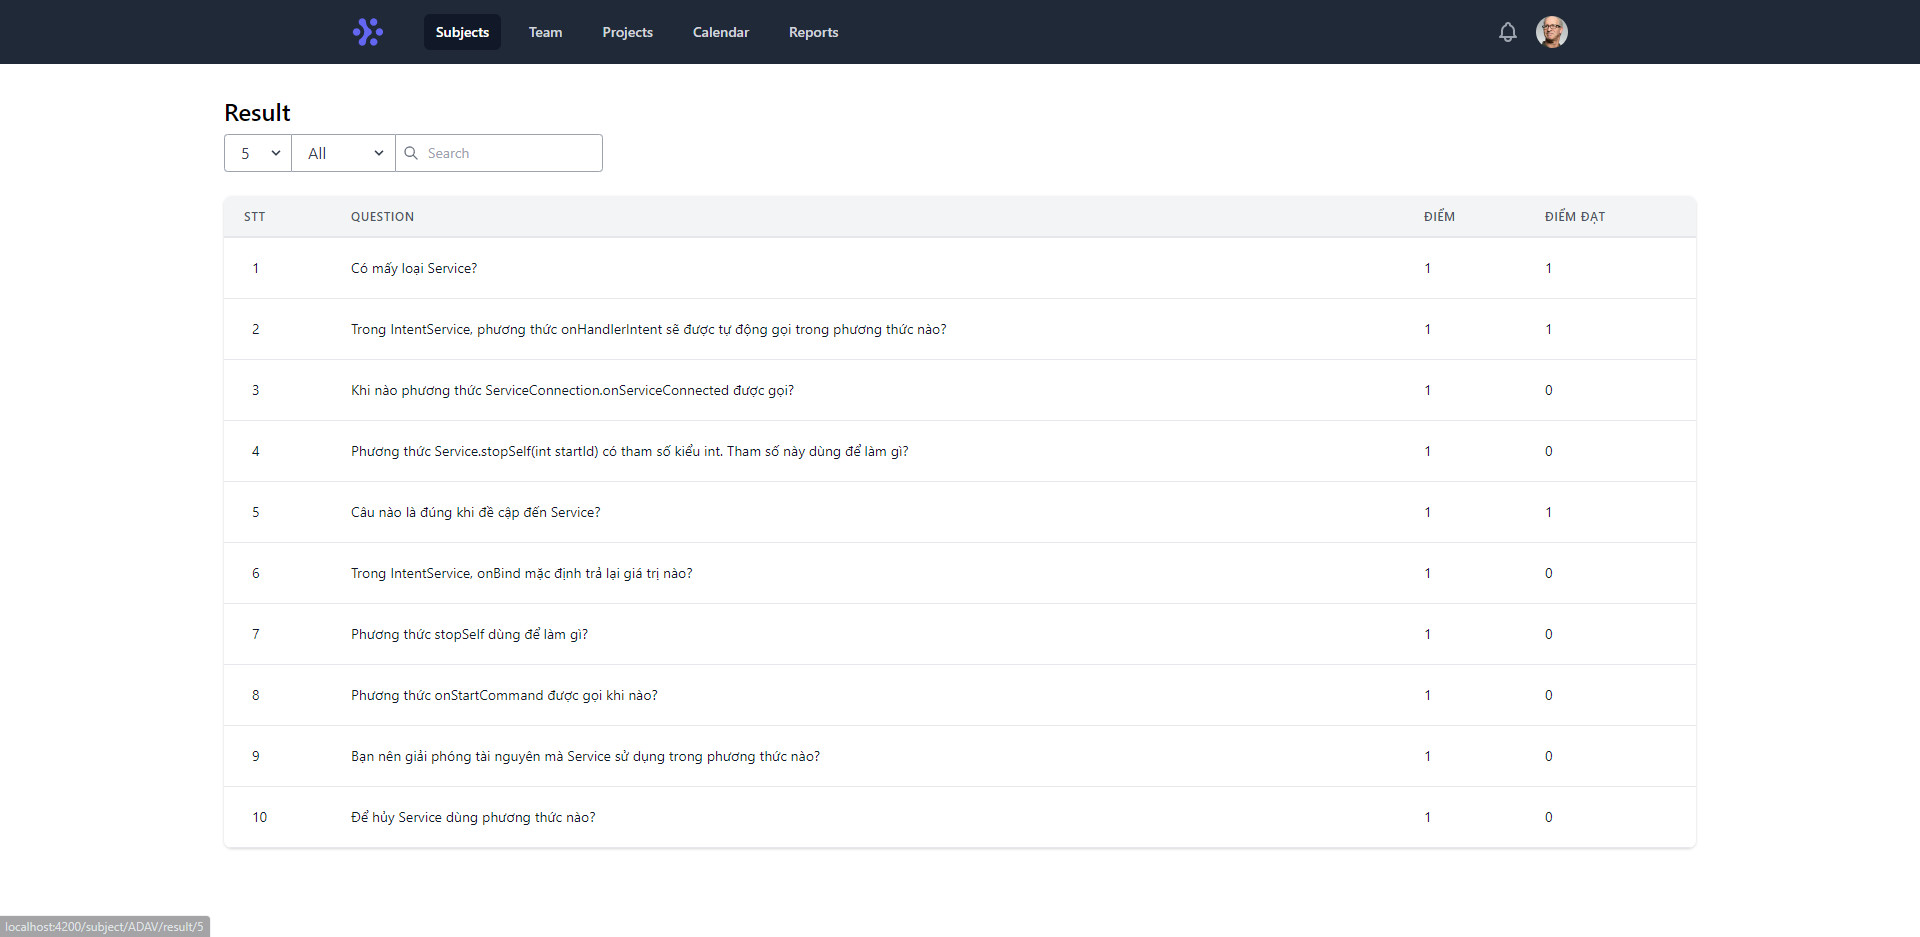 Subjects Team Projects Calendar Reports
Result
5 All Search
STT QUESTION ĐIỂM ĐIỂM ĐẠT
1 Có mấy loại Service? 1 1
2 Trong IntentService, phương thức onHandlerIntent sẽ được tự động gọi trong phương thức nào? 1 1
3 Khi nào phương thức ServiceConnection.onServiceConnected được gọi? 1 0
4 Phương thức Service.stopSelf(int startId) có tham số kiểu int. Tham số này dùng để làm gì? 1 0
5 Câu nào là đúng khi đề cập đến Service? 1 1
6 Trong IntentService, onBind mặc định trả lại giá trị nào? 1 0
7 Phương thức stopSelf dùng để làm gì? 1 0
8 Phương thức onStartCommand được gọi khi nào? 1 0
9 Bạn nên giải phóng tài nguyên mà Service sử dụng trong phương thức nào? 1 0
10 Để hủy Service dùng phương thức nào? 1 0
localhost:4200/subject/ADAV/result/5